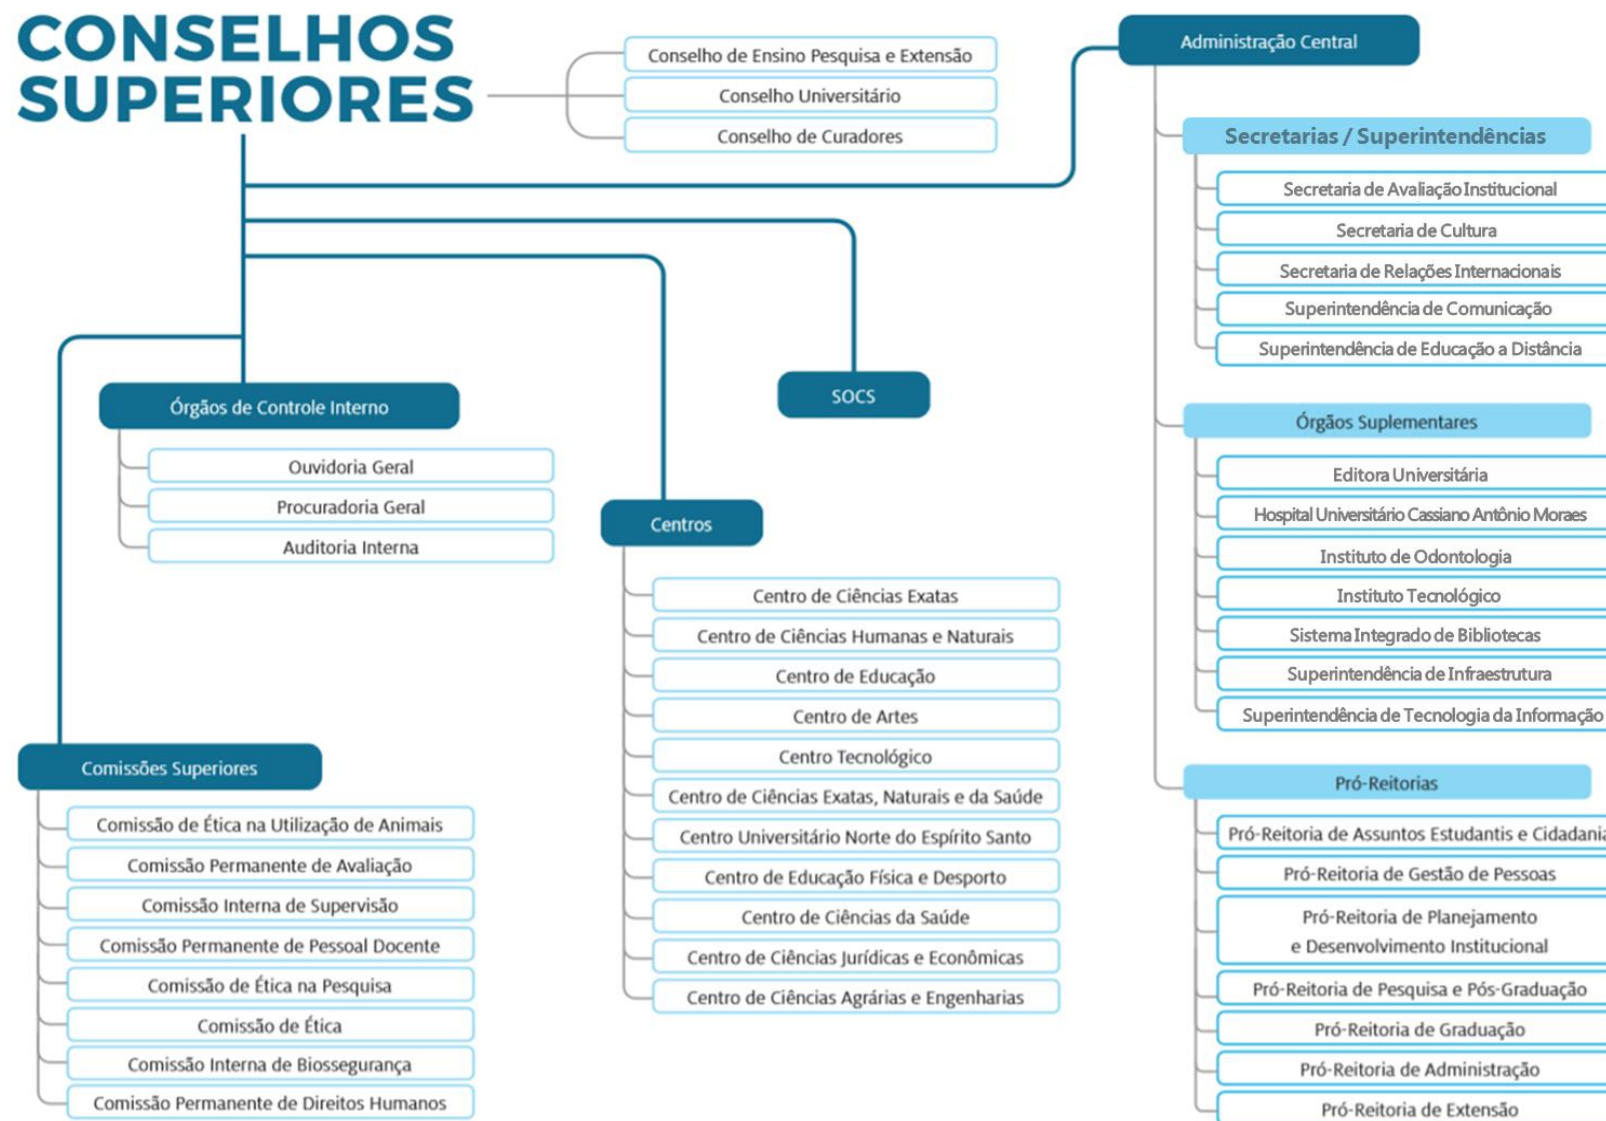 CONSELHOS
SUPERIORES
Conselho de Ensino Pesquisa e Extensão
Conselho Universitário
Conselho de Curadores
Administração Central
Secretarias / Superintendências
Secretaria de Avaliação Institucional
Secretaria de Cultura
Secretaria de Relações Internacionais
Superintendência de Comunicação
Superintendência de Educação a Distância
Órgãos Suplementares
Editora Universitária
Hospital Universitário Cassiano Antônio Moraes
Instituto de Odontologia
Instituto Tecnológico
Sistema Integrado de Bibliotecas
Superintendência de Infraestrutura
Superintendência de Tecnologia da Informação
Pró-Reitorias
Pró-Reitoria de Assuntos Estudantis e Cidadania
Pró-Reitoria de Gestão de Pessoas
Pró-Reitoria de Planejamento
e Desenvolvimento Institucional
Pró-Reitoria de Pesquisa e Pós-Graduação
Pró-Reitoria de Graduação
Pró-Reitoria de Administração
Pró-Reitoria de Extensão
SOCS
Centros
Centro de Ciências Exatas
Centro de Ciências Humanas e Naturais
Centro de Educação
Centro de Artes
Centro Tecnológico
Centro de Ciências Exatas, Naturais e da Saúde
Centro Universitário Norte do Espírito Santo
Centro de Educação Física e Desporto
Centro de Ciências da Saúde
Centro de Ciências Jurídicas e Econômicas
Centro de Ciências Agrárias e Engenharias
Órgãos de Controle Interno
Ouvidoria Geral
Procuradoria Geral
Auditoria Interna
Comissões Superiores
Comissão de Ética na Utilização de Animais
Comissão Permanente de Avaliação
Comissão Interna de Supervisão
Comissão Permanente de Pessoal Docente
Comissão de Ética na Pesquisa
Comissão de Ética
Comissão Interna de Biossegurança
Comissão Permanente de Direitos Humanos